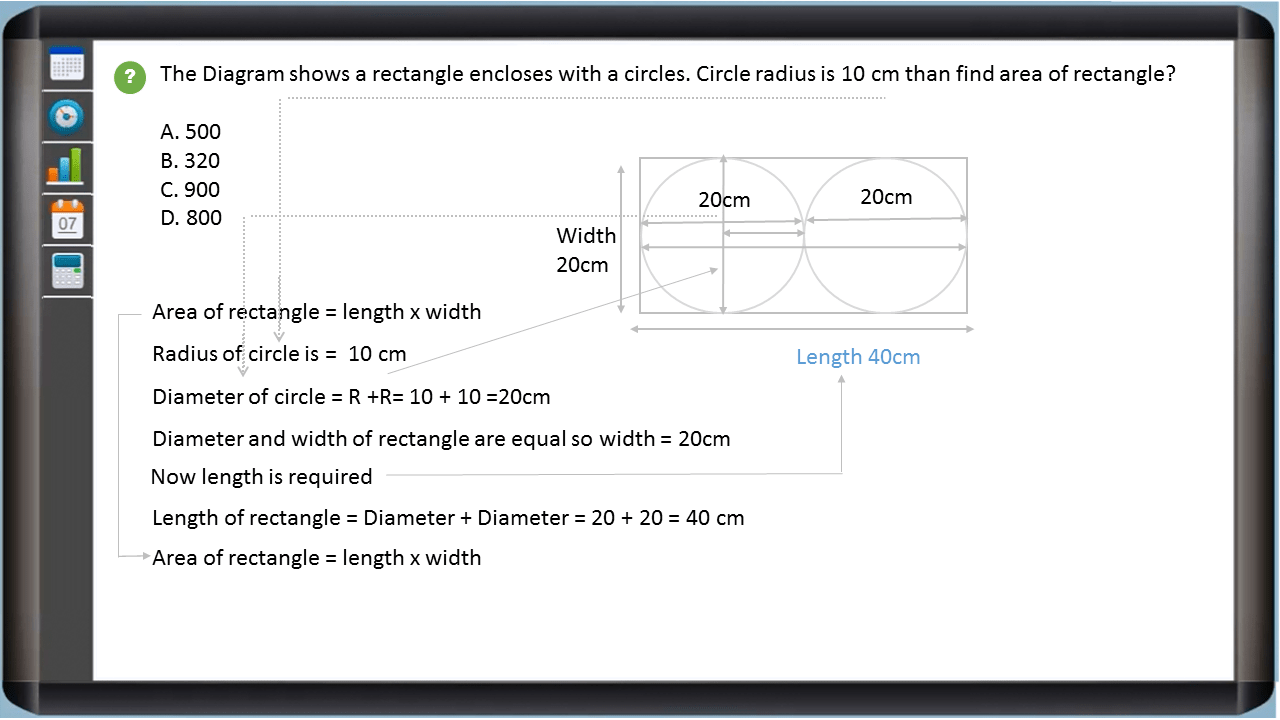 ? The Diagram shows a rectangle encloses with a circles. Circle radius is 10 cm than find area of rectangle?
A. 500
B. 320
C. 900
D. 800
20cm
20cm
Width
20cm
Length 40cm
07
Area of rectangle = length x width
Radius of circle is = 10 cm
Diameter of circle = R +R= 10 + 10 =20cm
Diameter and width of rectangle are equal so width = 20cm
Now length is required
Length of rectangle = Diameter + Diameter = 20 + 20 = 40 cm
Area of rectangle = length x width